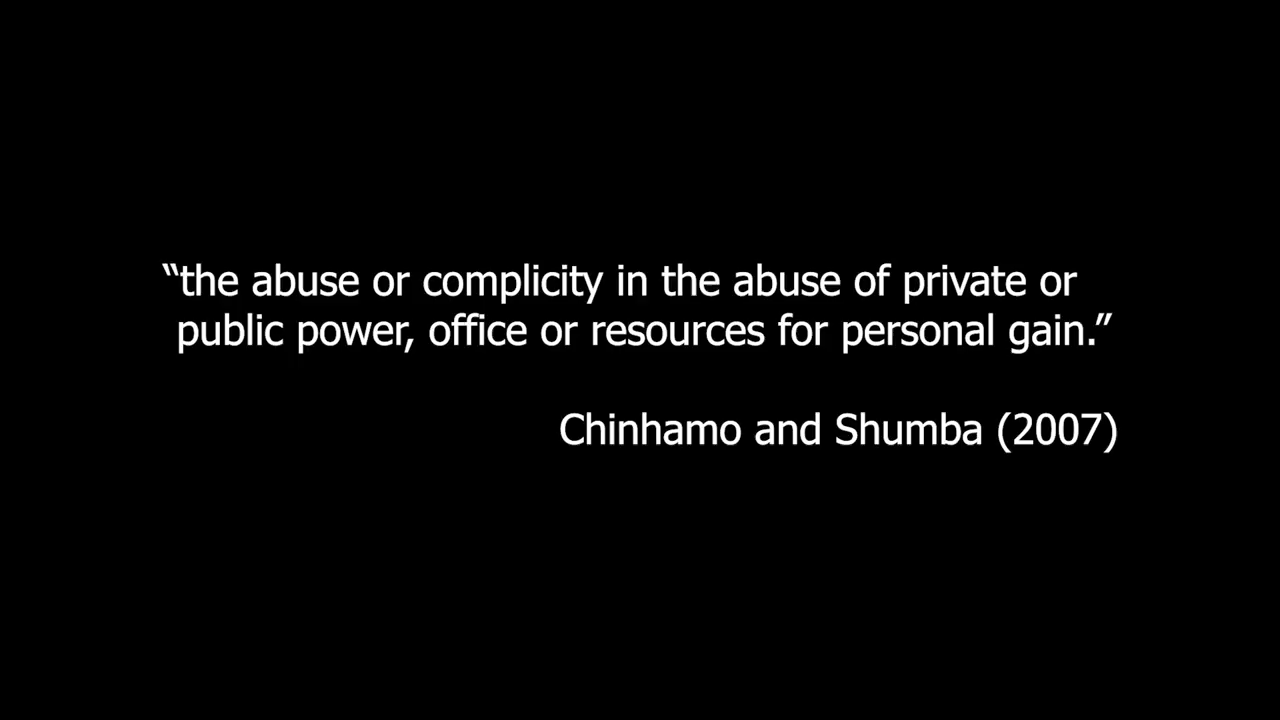 “the abuse or complicity in the abuse of private or
public power, office or resources for personal gain.”
Chinhamo and Shumba (2007)